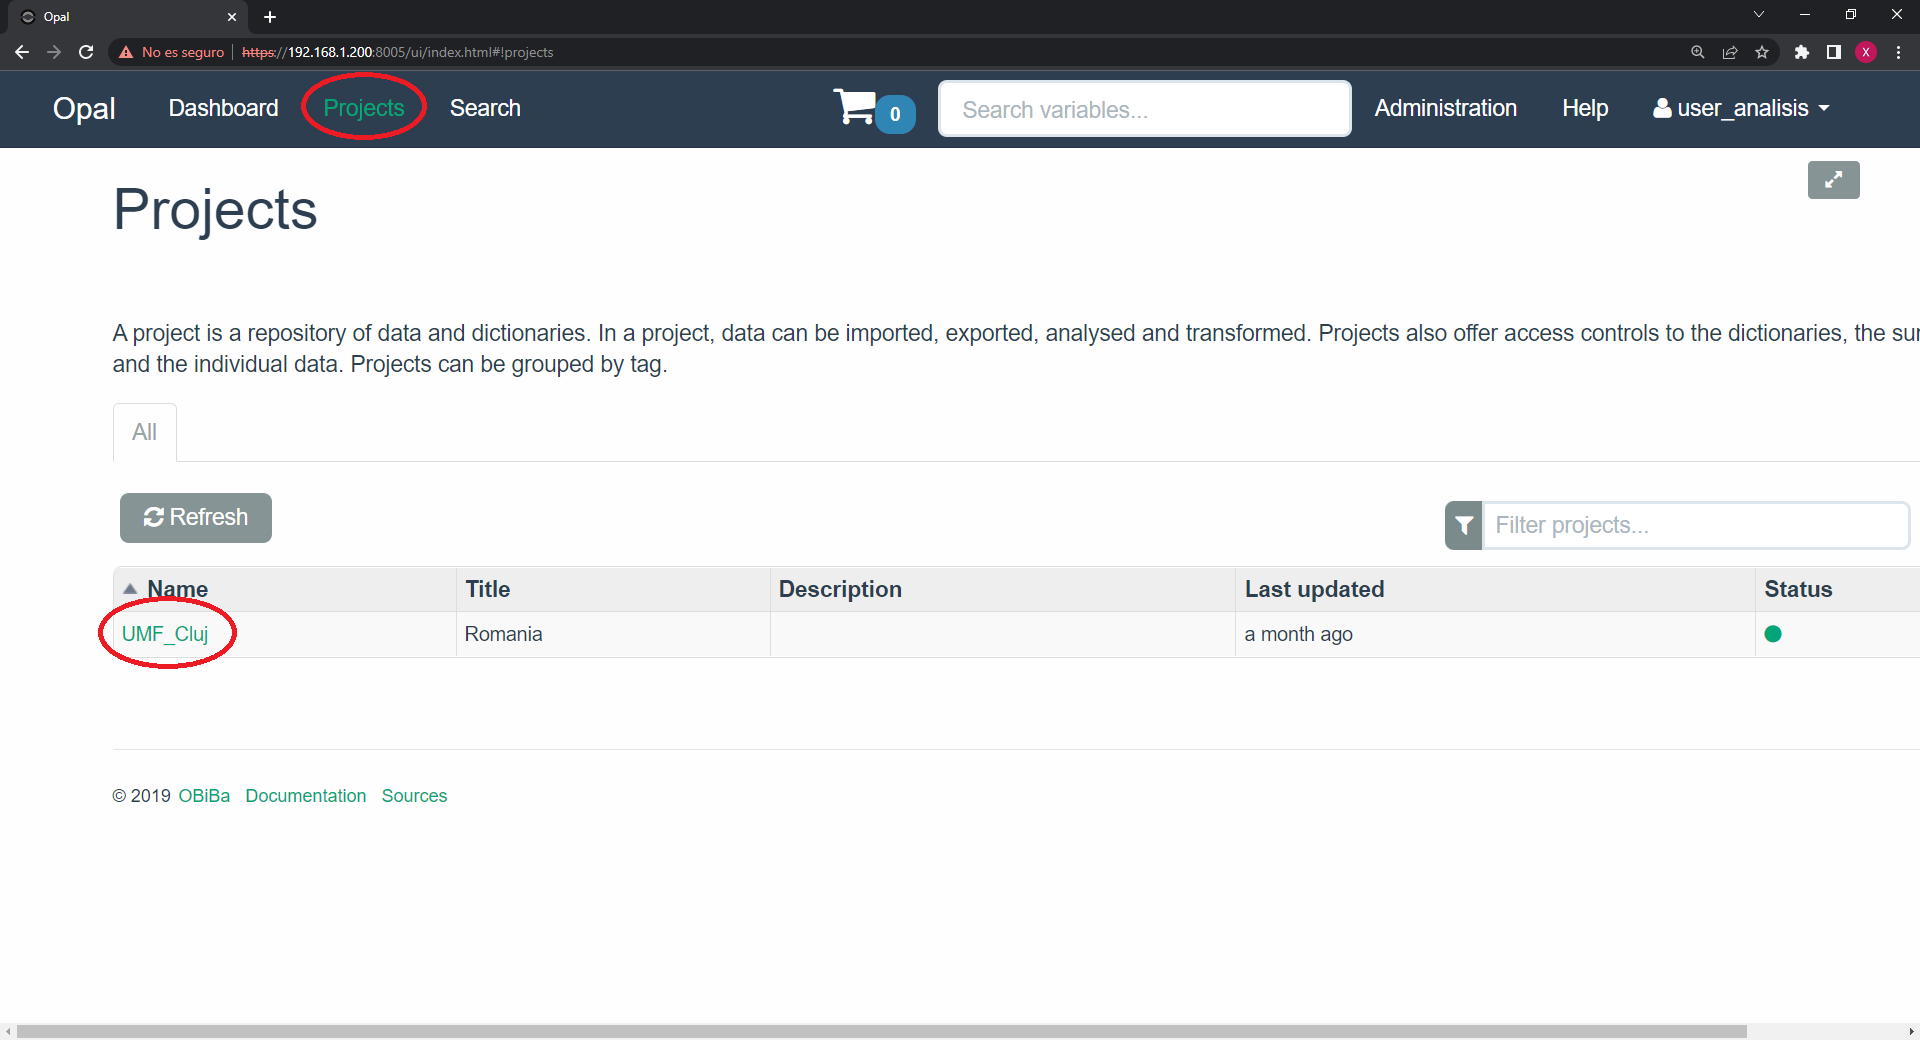 Opal
No es seguro https://192.168.1.200:8005/ui/index.html#!projects X
Opal Dashboard Projects Search 0 Search variables... Administration Help user_analisis
Projects
A project is a repository of data and dictionaries. In a project, data can be imported, exported, analysed and transformed. Projects also offer access controls to the dictionaries, the
and the individual data. Projects can be grouped by tag.
All
Refresh Filter projects...
Name Title Description Last updated Status
UMF_Cluj Romania a month ago
© 2019 OBiBa Documentation Sources